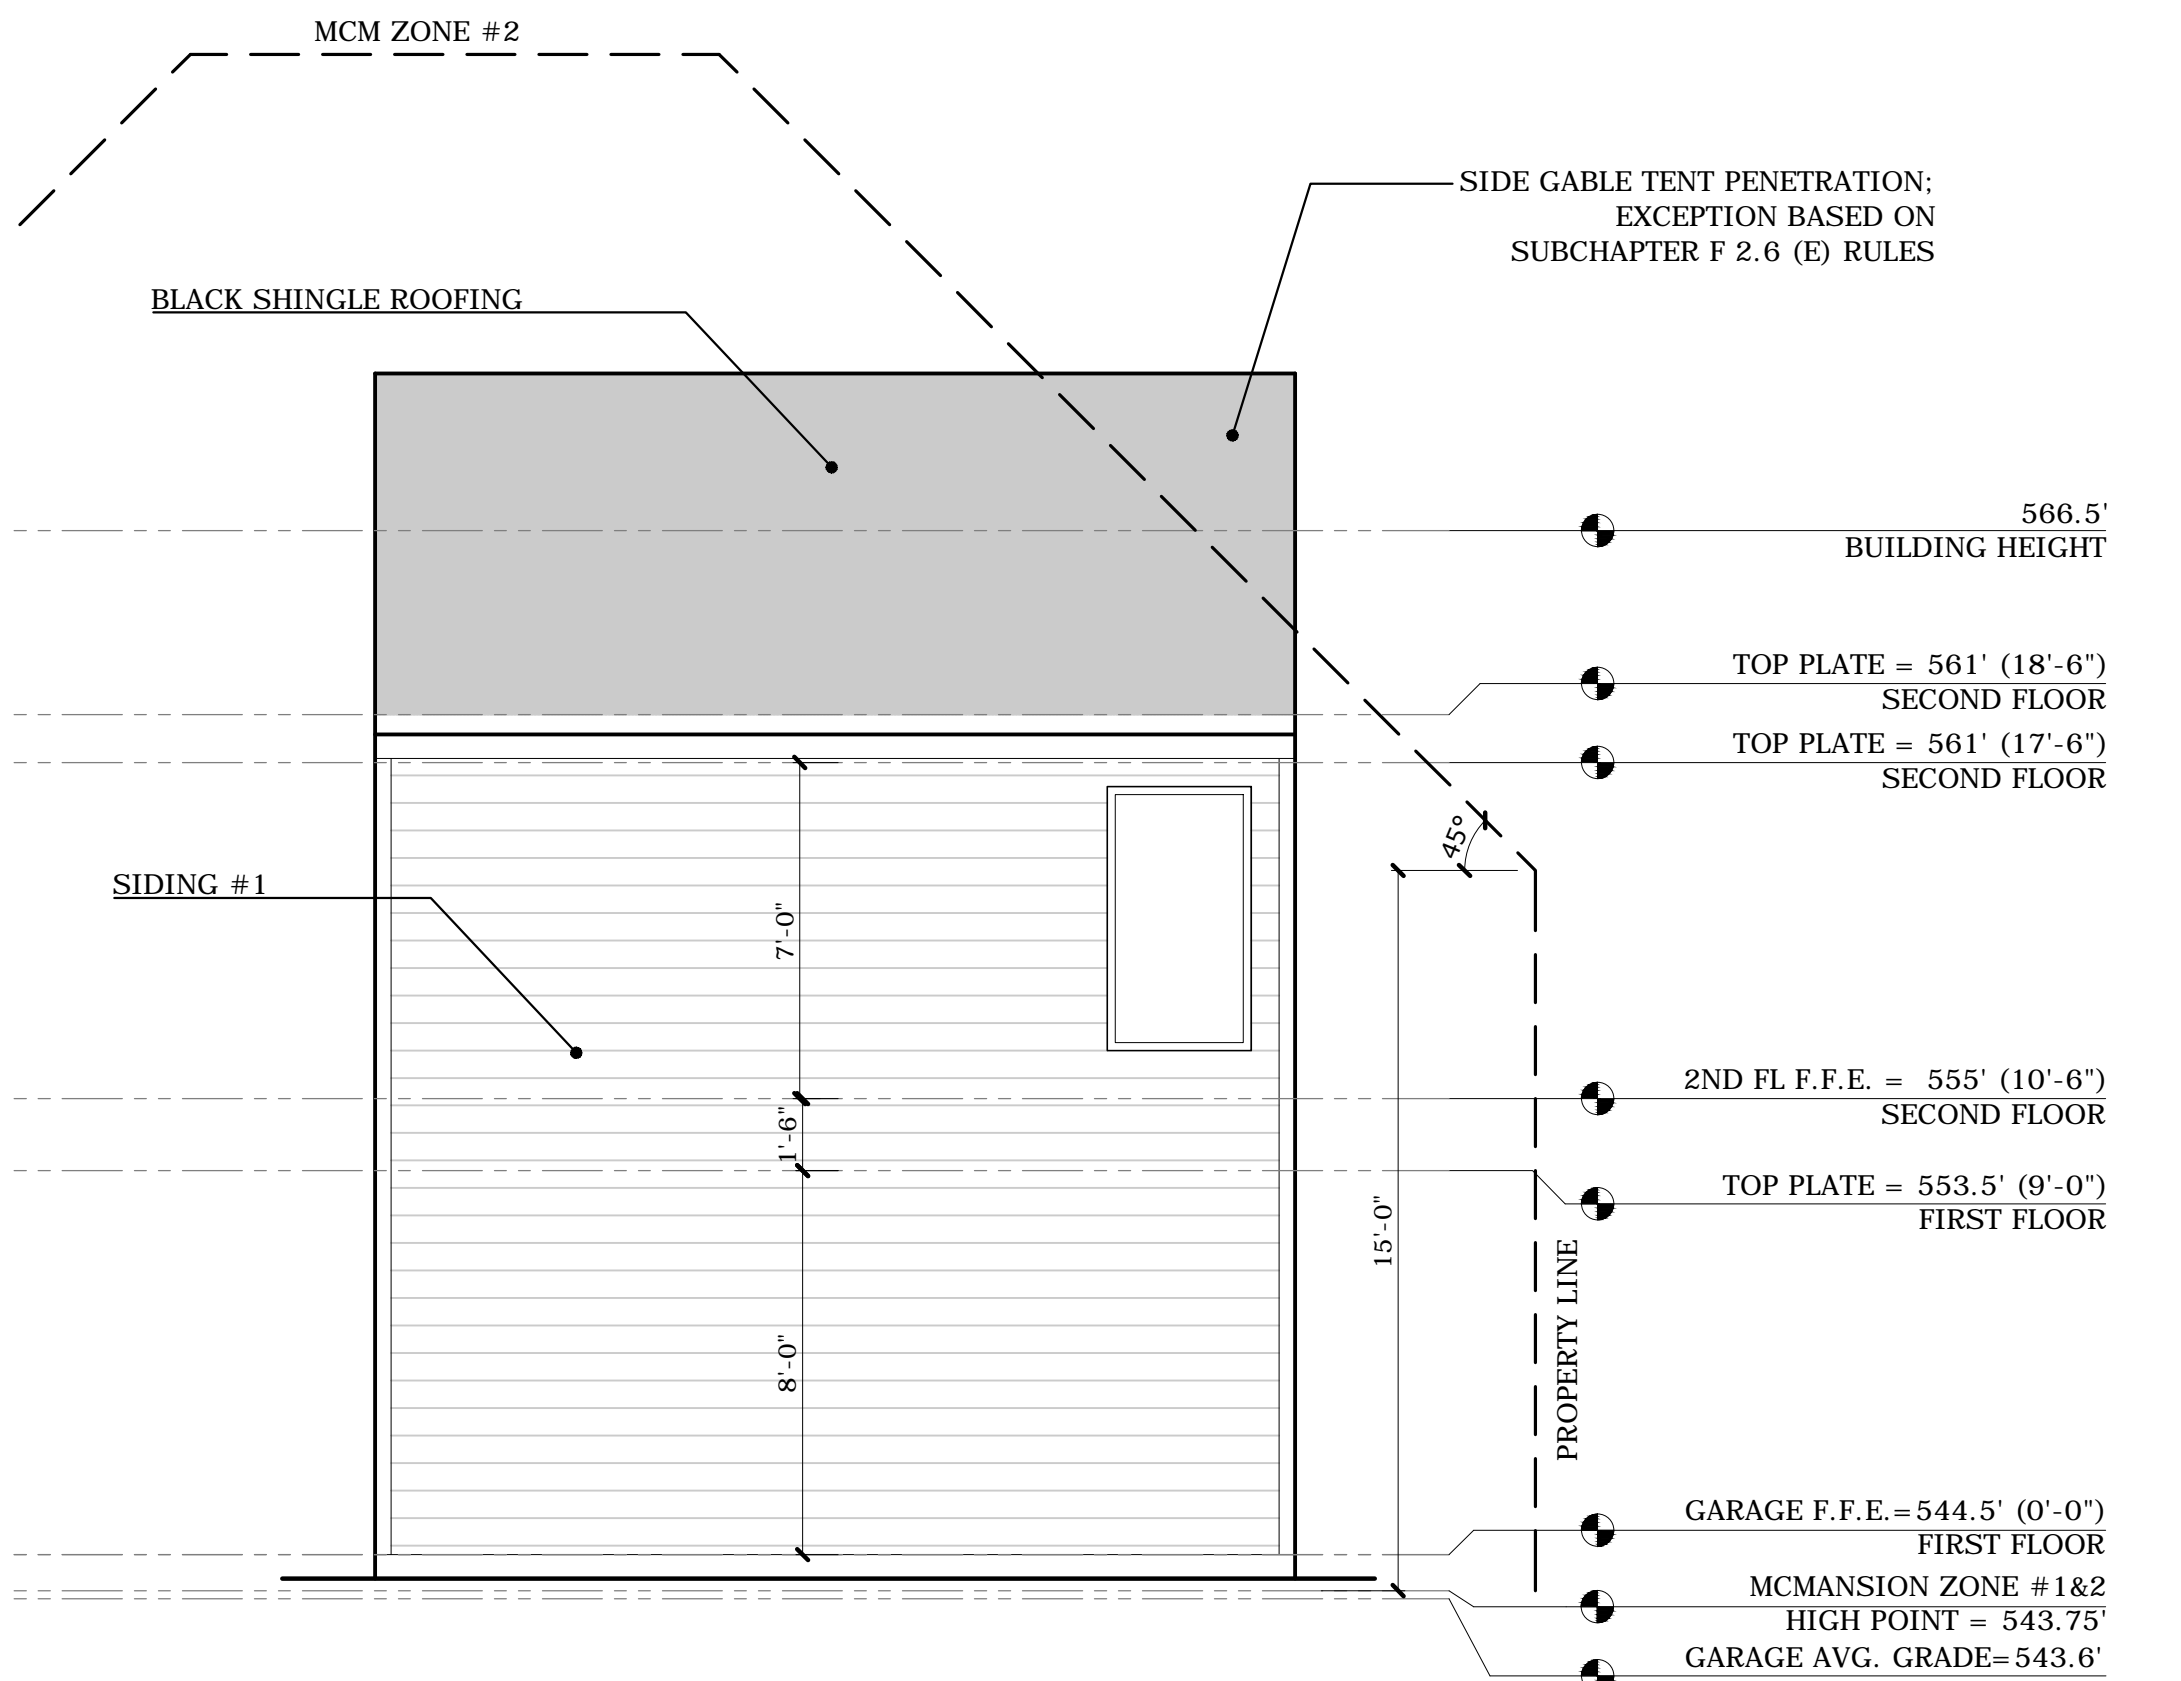 MCM ZONE #2
SIDE GABLE TENT PENETRATION;
EXCEPTION BASED ON
SUBCHAPTER F 2.6 (E) RULES
BLACK SHINGLE ROOFING
566.5'
BUILDING HEIGHT
TOP PLATE = 561' (18'-6")
SECOND FLOOR
TOP PLATE = 561' (17'-6")
SECOND FLOOR
45°
SIDING #1
7'-0"
2ND FL F.F.E. = 555' (10'-6")
SECOND FLOOR
1'-6"
TOP PLATE = 553.5' (9'-0")
FIRST FLOOR
15'-0"
PROPERTY LINE
8'-0"
GARAGE F.F.E.=544.5' (0'-0")
FIRST FLOOR
MCMANSION ZONE #1&2
HIGH POINT = 543.75'
GARAGE AVG. GRADE=543.6'